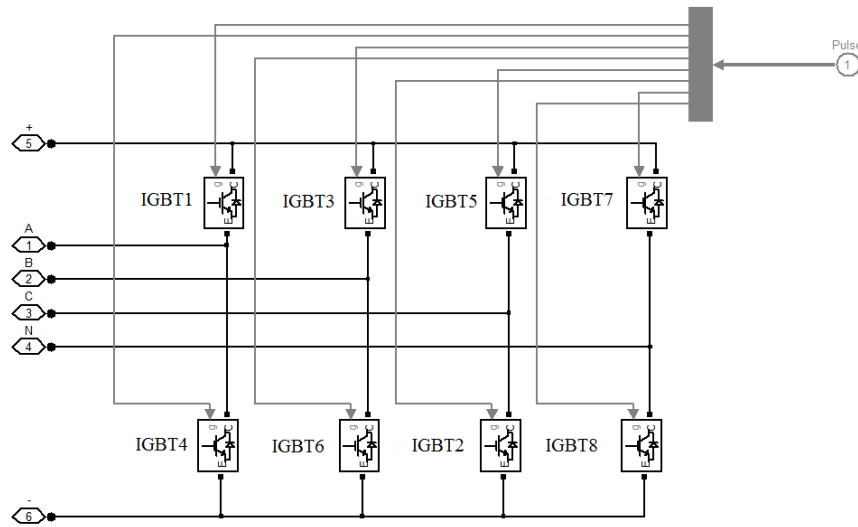 Pulse
1
+
5
g
C
E
IGBT1
g
C
E
IGBT3
g
C
E
IGBT5
g
C
E
IGBT7
A
1
B
2
C
3
N
4
g
C
E
IGBT4
g
C
E
IGBT6
g
C
E
IGBT2
g
C
E
IGBT8
-
6